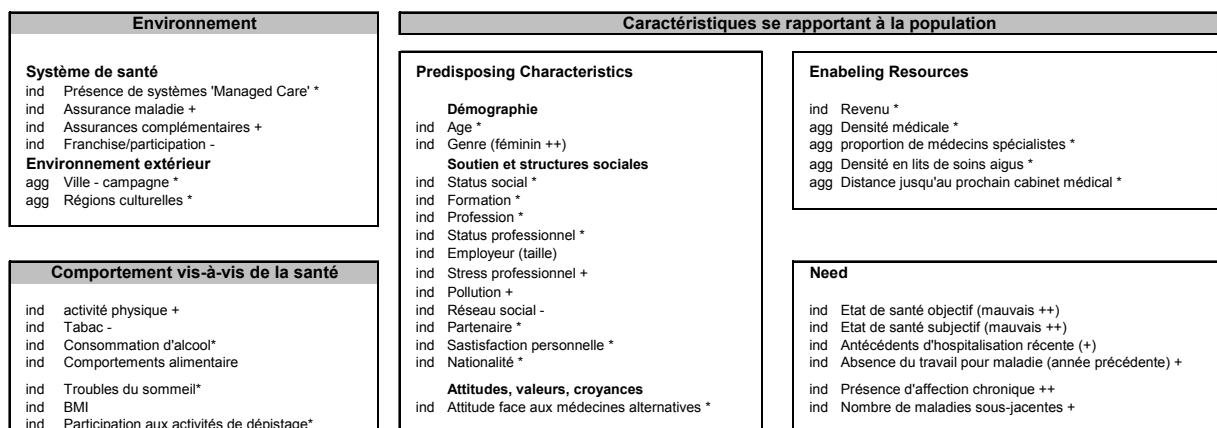 Environnement
Système de santé
ind Présence de systèmes 'Managed Care' *
ind Assurance maladie +
ind Assurances complémentaires +
ind Franchise/participation -
Environnement extérieur
agg Ville - campagne *
agg Régions culturelles *
Comportement vis-à-vis de la santé
ind activité physique +
ind Tabac -
ind Consommation d'alcool*
ind Comportements alimentaire
ind Troubles du sommeil*
ind BMI
ind Participation aux activités de dépistage*
Caractéristiques se rapportant à la population
Predisposing Characteristics
Démographie
ind Age *
ind Genre (féminin ++)
Soutien et structures sociales
ind Status social *
ind Formation *
ind Profession *
ind Status professionnel *
ind Employeur (taille)
ind Stress professionnel +
ind Pollution +
ind Réseau social -
ind Partenaire *
ind Sastisfaction personnelle *
ind Nationalité *
Attitudes, valeurs, croyances
ind Attitude face aux médecines alternatives *
Enabeling Resources
ind Revenu *
agg Densité médicale *
agg proportion de médecins spécialistes *
agg Densité en lits de soins aigus *
agg Distance jusqu'au prochain cabinet médical *
Need
ind Etat de santé objectif (mauvais ++)
ind Etat de santé subjectif (mauvais ++)
ind Antécédents d'hospitalisation récente (+)
ind Absence du travail pour maladie (année précédente) +
ind Présence d'affection chronique ++
ind Nombre de maladies sous-jacentes +